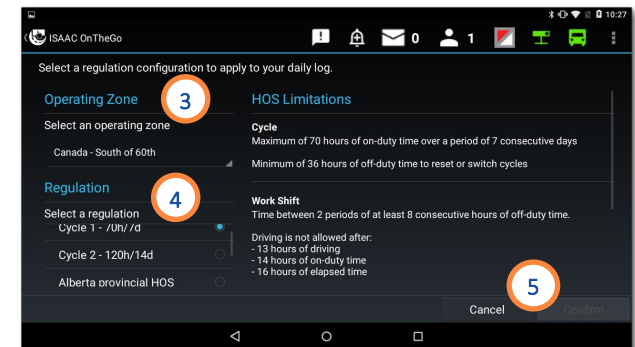 10:27
ISAAC OnTheGo
0
1
Select a regulation configuration to apply to your daily log.
Operating Zone
3
Select an operating zone
Canada - South of 60th
Regulation
4
Select a regulation
Cycle 1 - 70h/7d
Cycle 2 - 120h/14d
Alberta provincial HOS
HOS Limitations
Cycle
Maximum of 70 hours of on-duty time over a period of 7 consecutive days
Minimum of 36 hours of off-duty time to reset or switch cycles
Work Shift
Time between 2 periods of at least 8 consecutive hours of off-duty time.
Driving is not allowed after:
- 13 hours of driving
- 14 hours of on-duty time
- 16 hours of elapsed time
5
Cancel
Confirm